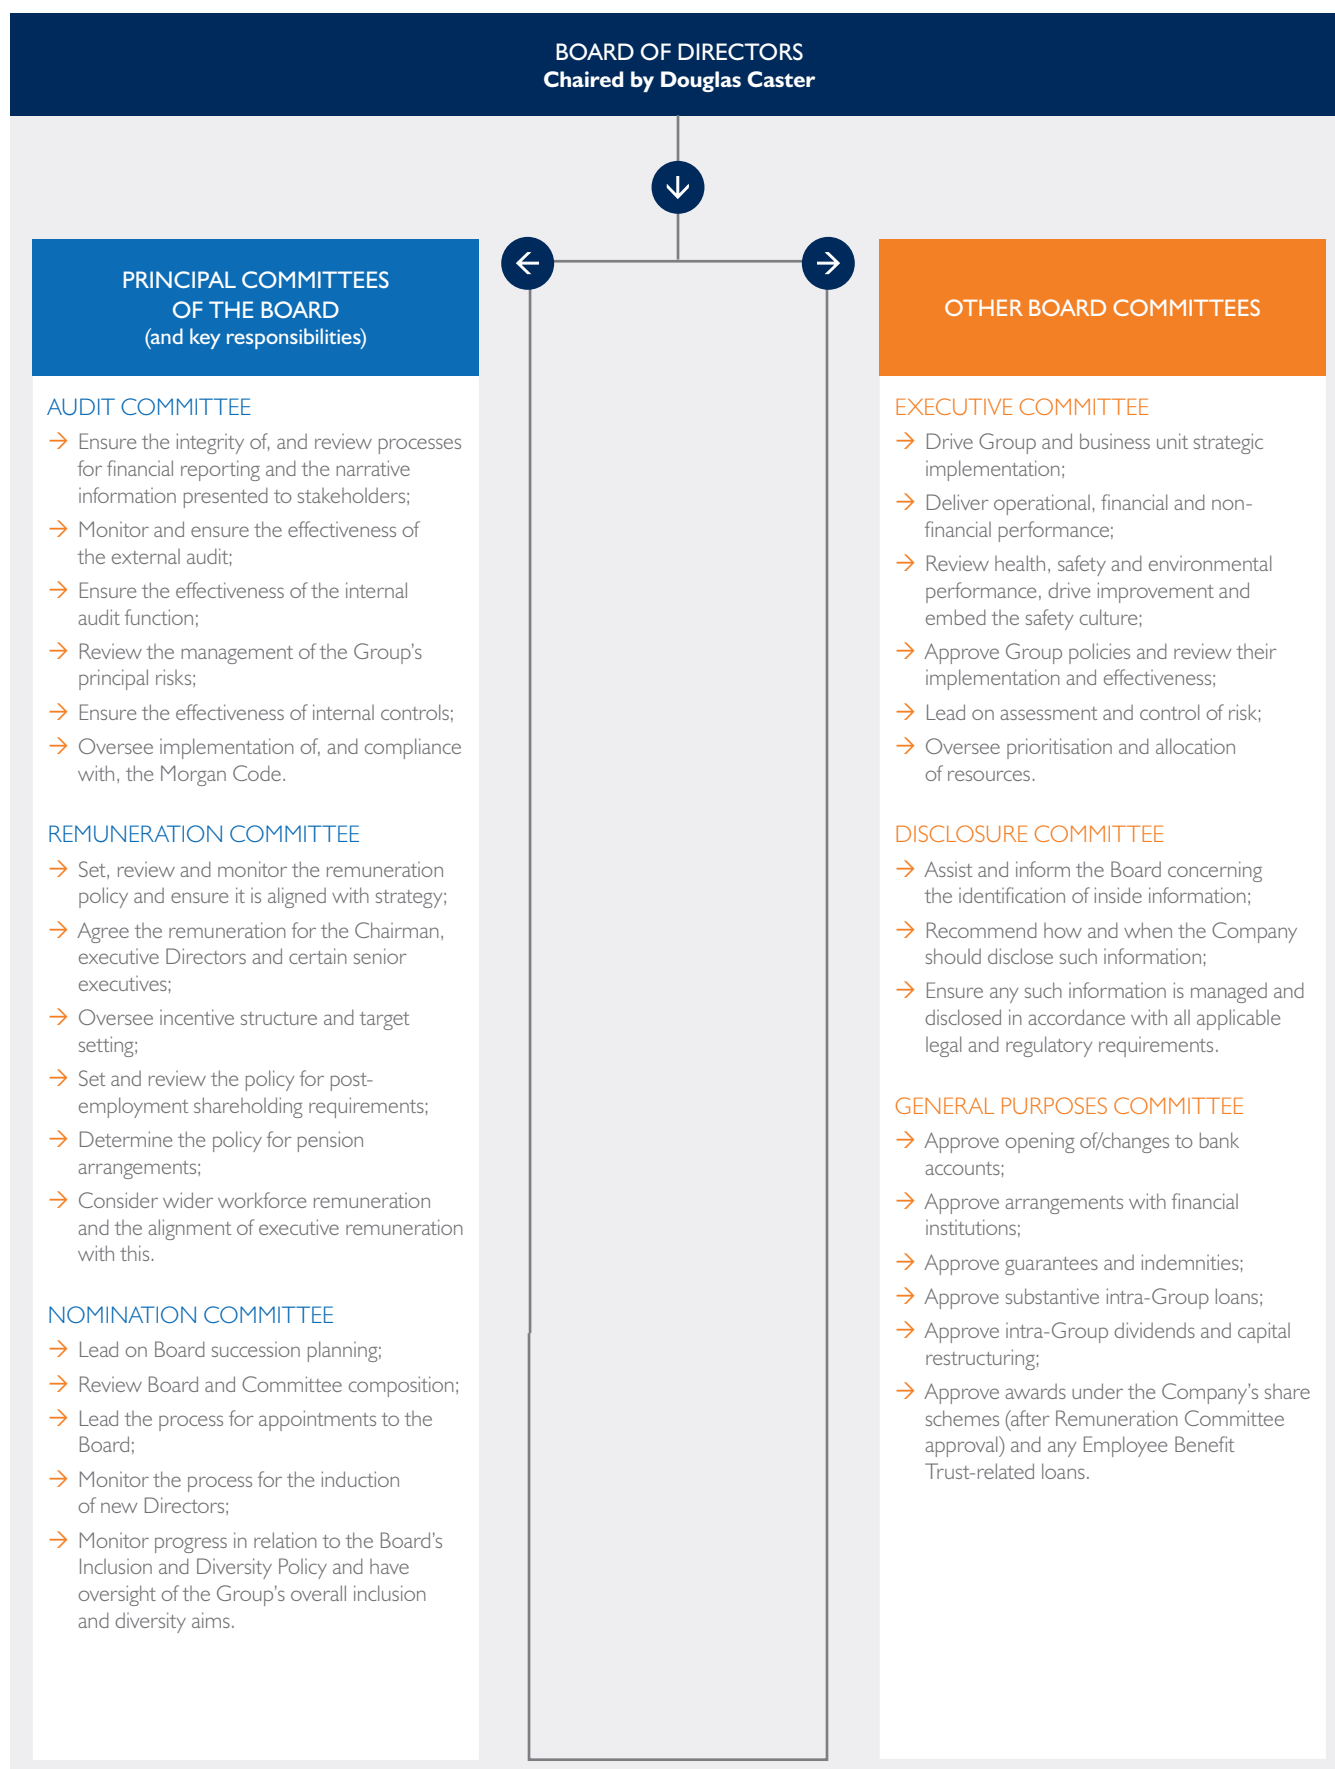 BOARD OF DIRECTORS
Chaired by Douglas Caster
PRINCIPAL COMMITTEES
OF THE BOARD
(and key responsibilities)
AUDIT COMMITTEE
→ Ensure the integrity of, and review processes
for financial reporting and the narrative
information presented to stakeholders;
→ Monitor and ensure the effectiveness of
the external audit;
→ Ensure the effectiveness of the internal
audit function;
→ Review the management of the Group's
principal risks;
→ Ensure the effectiveness of internal controls;
→ Oversee implementation of, and compliance
with, the Morgan Code.
REMUNERATION COMMITTEE
→ Set, review and monitor the remuneration
policy and ensure it is aligned with strategy;
→ Agree the remuneration for the Chairman,
executive Directors and certain senior
executives;
→ Oversee incentive structure and target
setting;
→ Set and review the policy for post-
employment shareholding requirements;
→ Determine the policy for pension
arrangements;
→ Consider wider workforce remuneration
and the alignment of executive remuneration
with this.
NOMINATION COMMITTEE
→ Lead on Board succession planning;
→ Review Board and Committee composition;
→ Lead the process for appointments to the
Board;
→ Monitor the process for the induction
of new Directors;
→ Monitor progress in relation to the Board's
Inclusion and Diversity Policy and have
oversight of the Group's overall inclusion
and diversity aims.
OTHER BOARD COMMITTEES
EXECUTIVE COMMITTEE
→ Drive Group and business unit strategic
implementation;
→ Deliver operational, financial and non-
financial performance;
→ Review health, safety and environmental
performance, drive improvement and
embed the safety culture;
→ Approve Group policies and review their
implementation and effectiveness;
→ Lead on assessment and control of risk;
→ Oversee prioritisation and allocation
of resources.
DISCLOSURE COMMITTEE
→ Assist and inform the Board concerning
the identification of inside information;
→ Recommend how and when the Company
should disclose such information;
→ Ensure any such information is managed and
disclosed in accordance with all applicable
legal and regulatory requirements.
GENERAL PURPOSES COMMITTEE
→ Approve opening of/changes to bank
accounts;
→ Approve arrangements with financial
institutions;
→ Approve guarantees and indemnities;
→ Approve substantive intra-Group loans;
→ Approve intra-Group dividends and capital
restructuring;
→ Approve awards under the Company's share
schemes (after Remuneration Committee
approval) and any Employee Benefit
Trust-related loans.